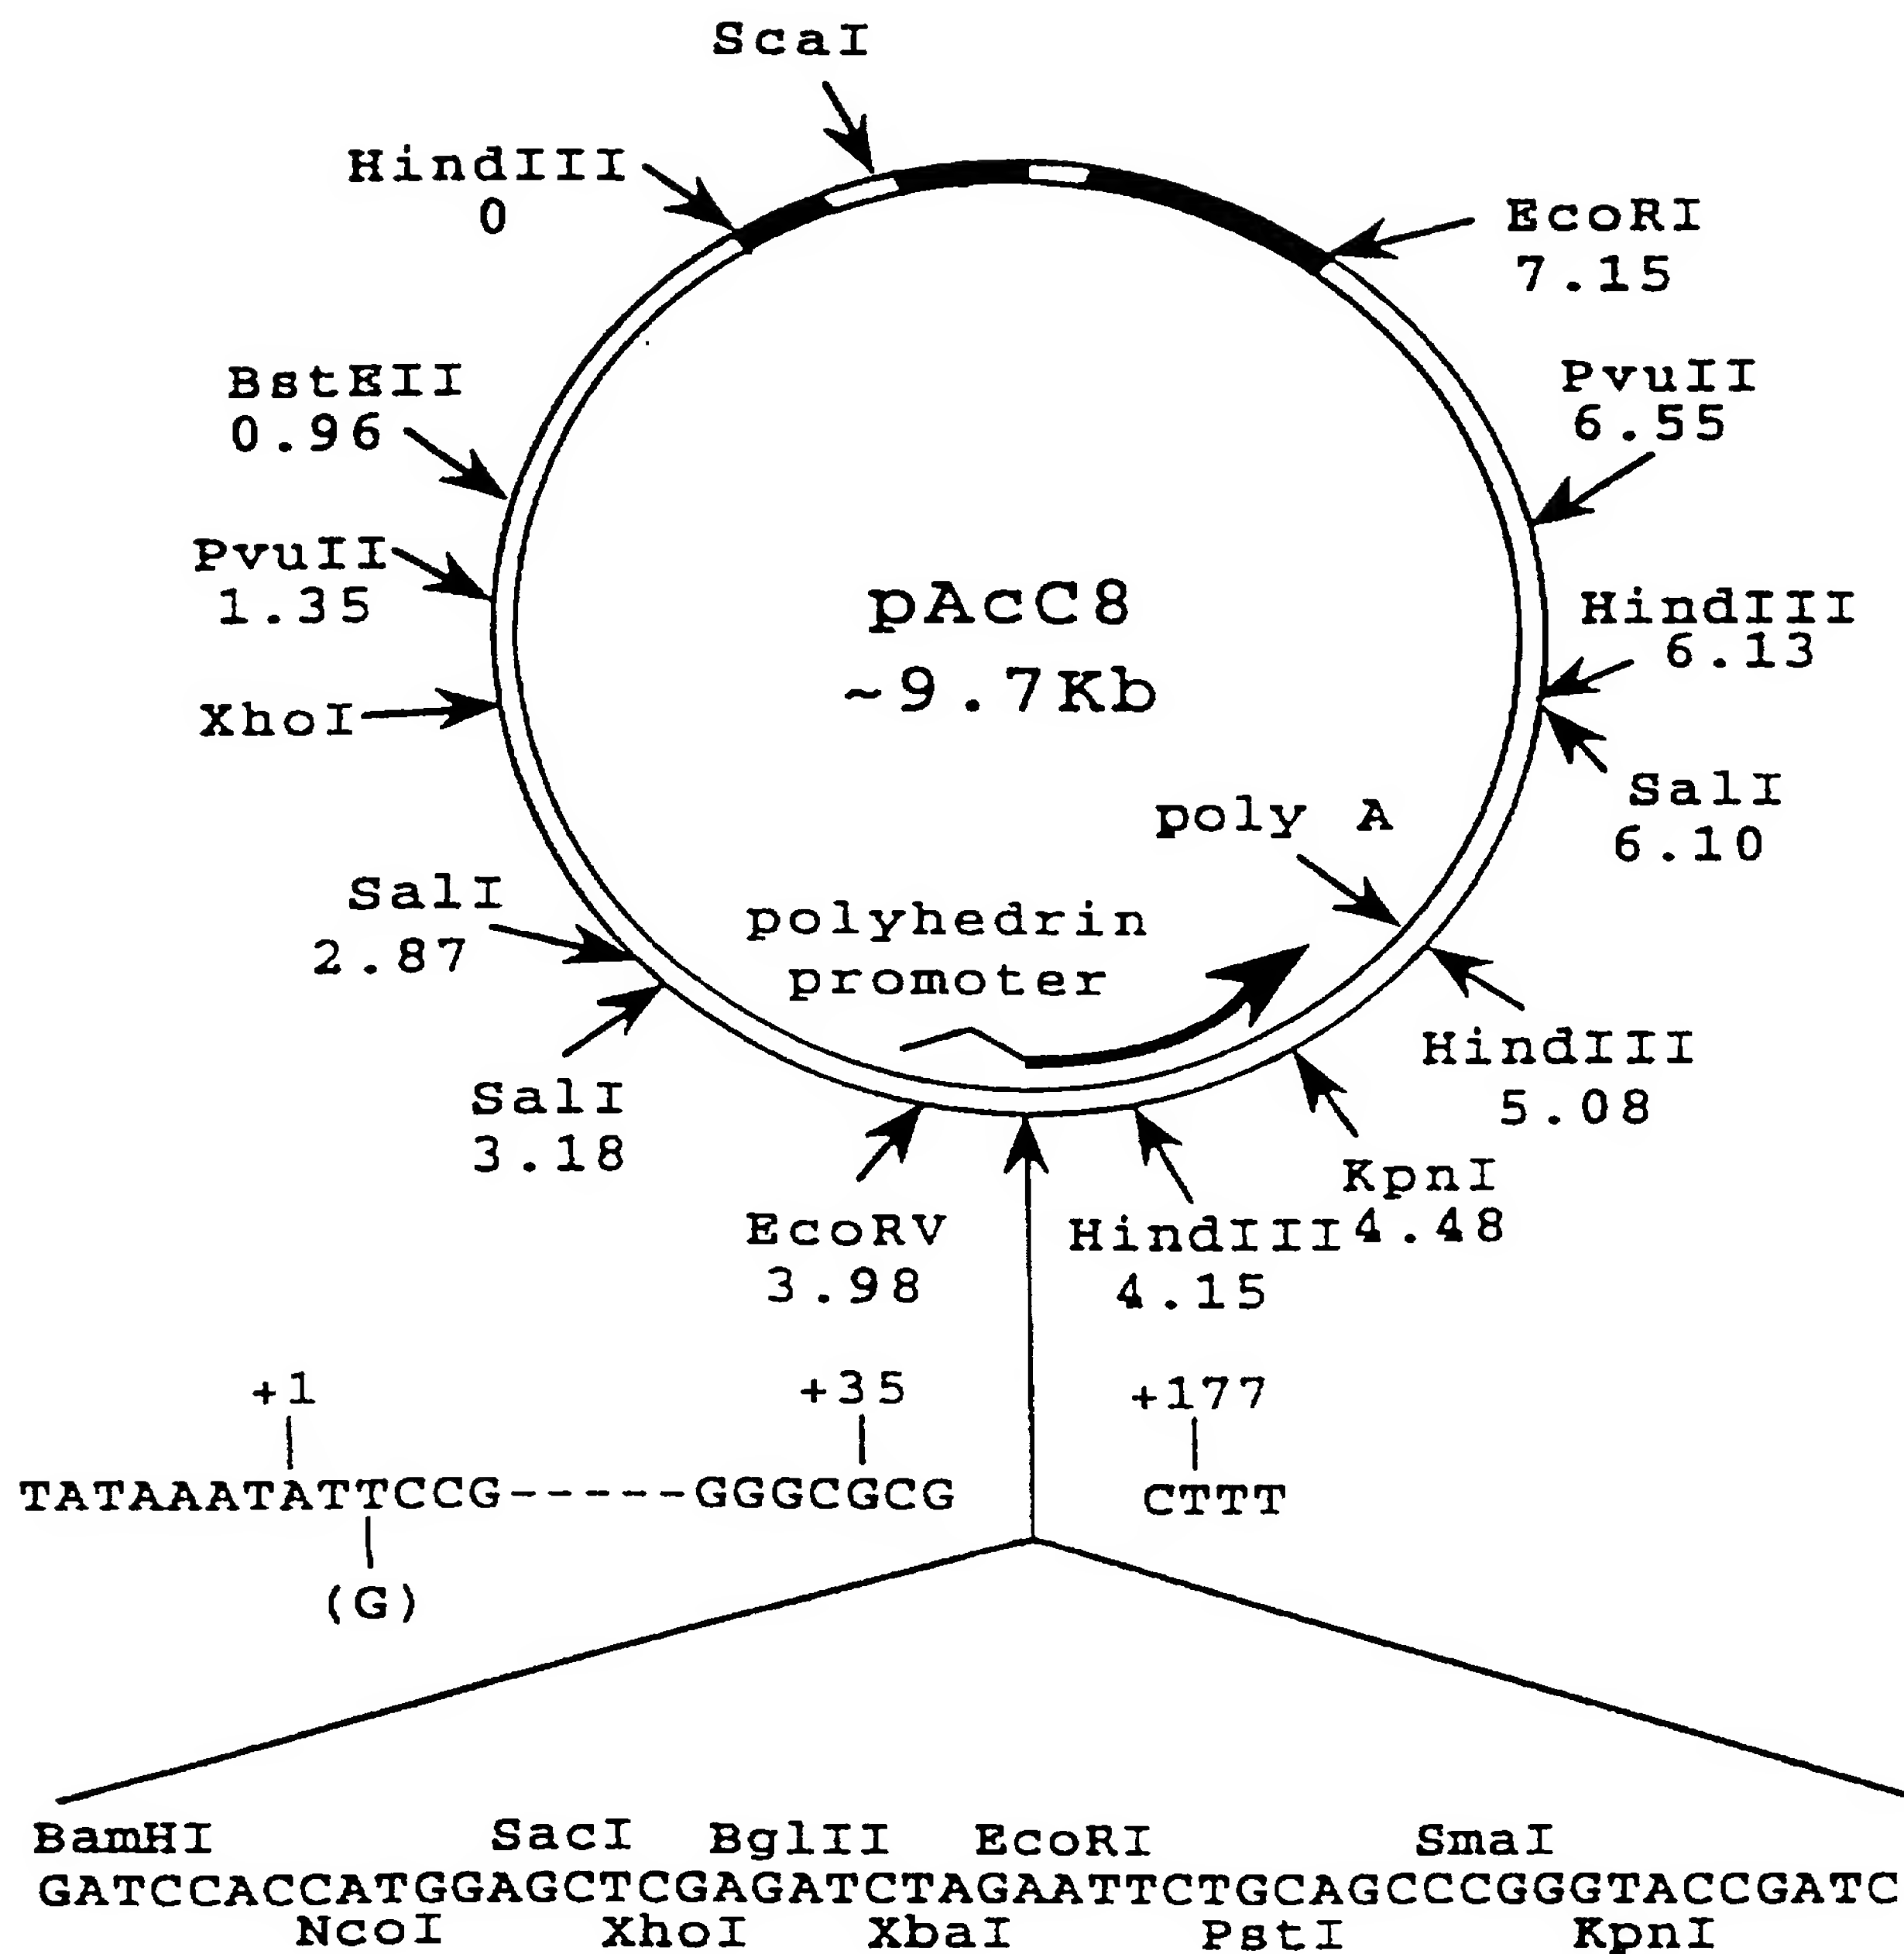 ScaI
HindIII
0
EcoRI
7.15
BstEII
0.96
PvuII
6.55
PvuII
1.35
pAcC8
~9.7Kb
HindIII
6.13
XhoI
SalI
6.10
poly A
SalI
2.87
polyhedrin
promoter
HindIII
5.08
SalI
3.18
KpnI
4.48
EcoRV
3.98
HindIII
4.15
+1
+35
+177
TATAAATATTCCG-----GGGCGCG
CTTT
(G)
BamHI SacI BglII EcoRI SmaI
GATCCACCATGGAGCTCGAGATCTAGAATTCTGCAGCCCGGGTACCGATC
NcoI XhoI XbaI PstI KpnI